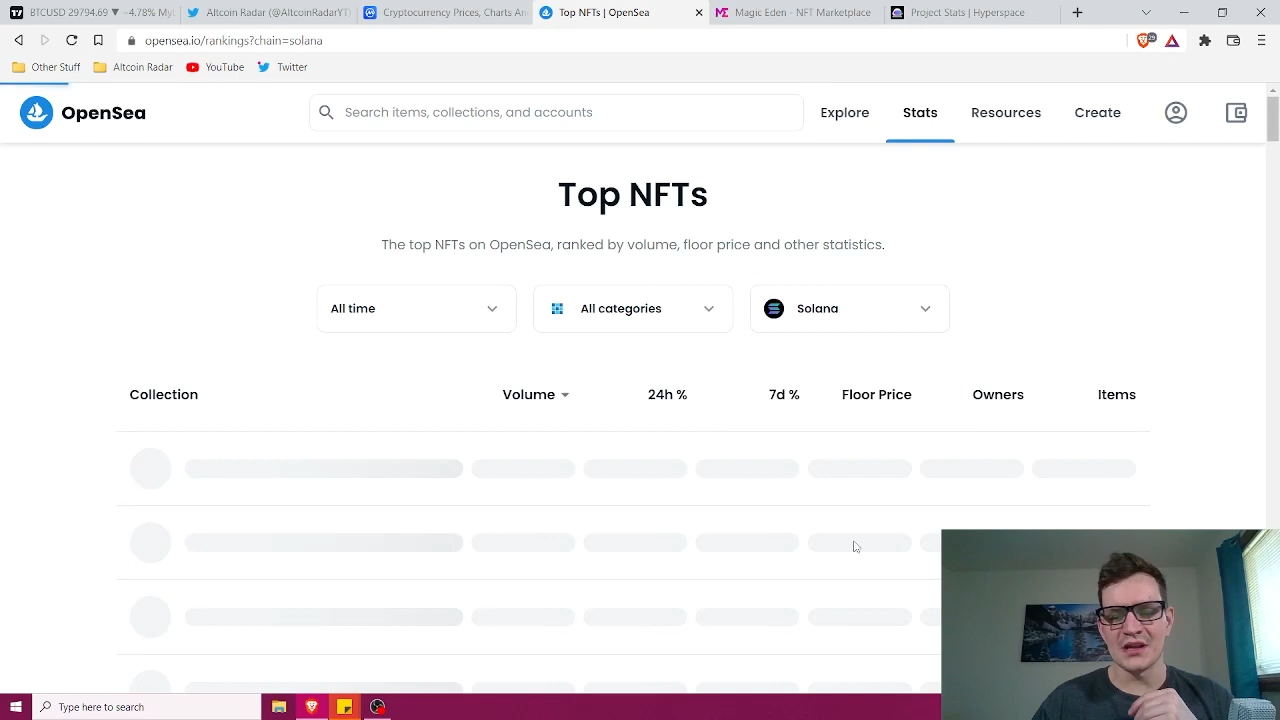 BTCUSD 29794.69 ▼ −4.78% My
Altcoin Radar (@AltcoinRadarYT
Cryptocurrency Prices, Charts An
Top NFTs | OpenSea
Magic Eden - NFT Marketplace
Project Stats | Hyperspace
opensea.io/rankings?chain=solana
29
Other Stuff
Altcoin Radar
YouTube
Twitter
OpenSea
Search items, collections, and accounts
Explore
Stats
Resources
Create
Top NFTs
The top NFTs on OpenSea, ranked by volume, floor price and other statistics.
All time
All categories
Solana
Collection Volume 24h % 7d % Floor Price Owners Items
Type here to search